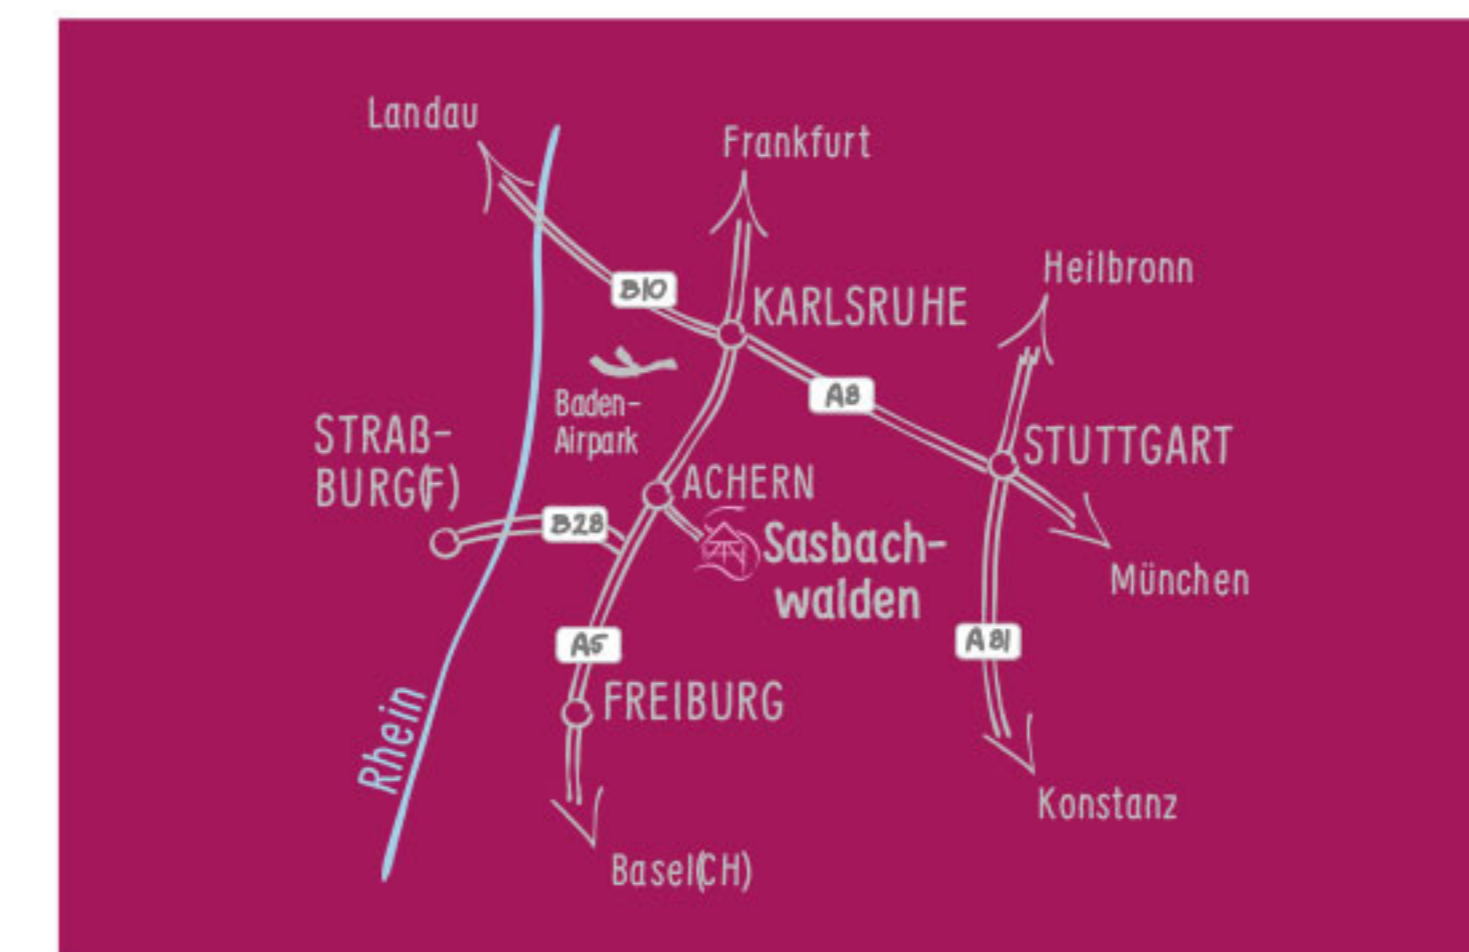 Landau
Frankfurt
Heilbronn
B10
KARLSRUHE
A8
Baden-
Airpark
STRAß-
BURG(F)
STUTTGART
ACHERN
B28
Sasbach-
walden
München
A5
A81
FREIBURG
Rhein
Konstanz
Basel(CH)